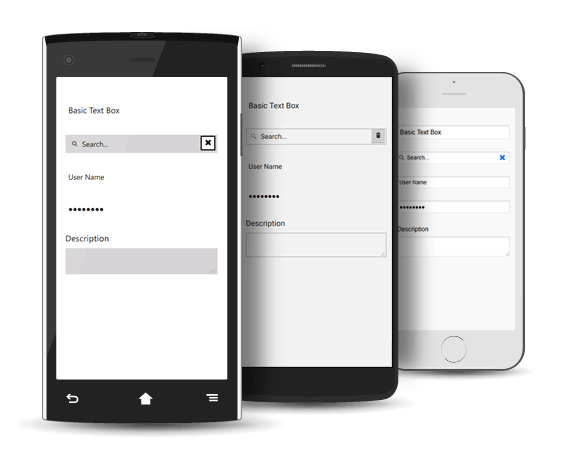 Basic Text Box
Search...
User Name
••••••••
Description
Basic Text Box
Search...
User Name
••••••••
Description
Basic Text Box
Search...
User Name
••••••••
Description